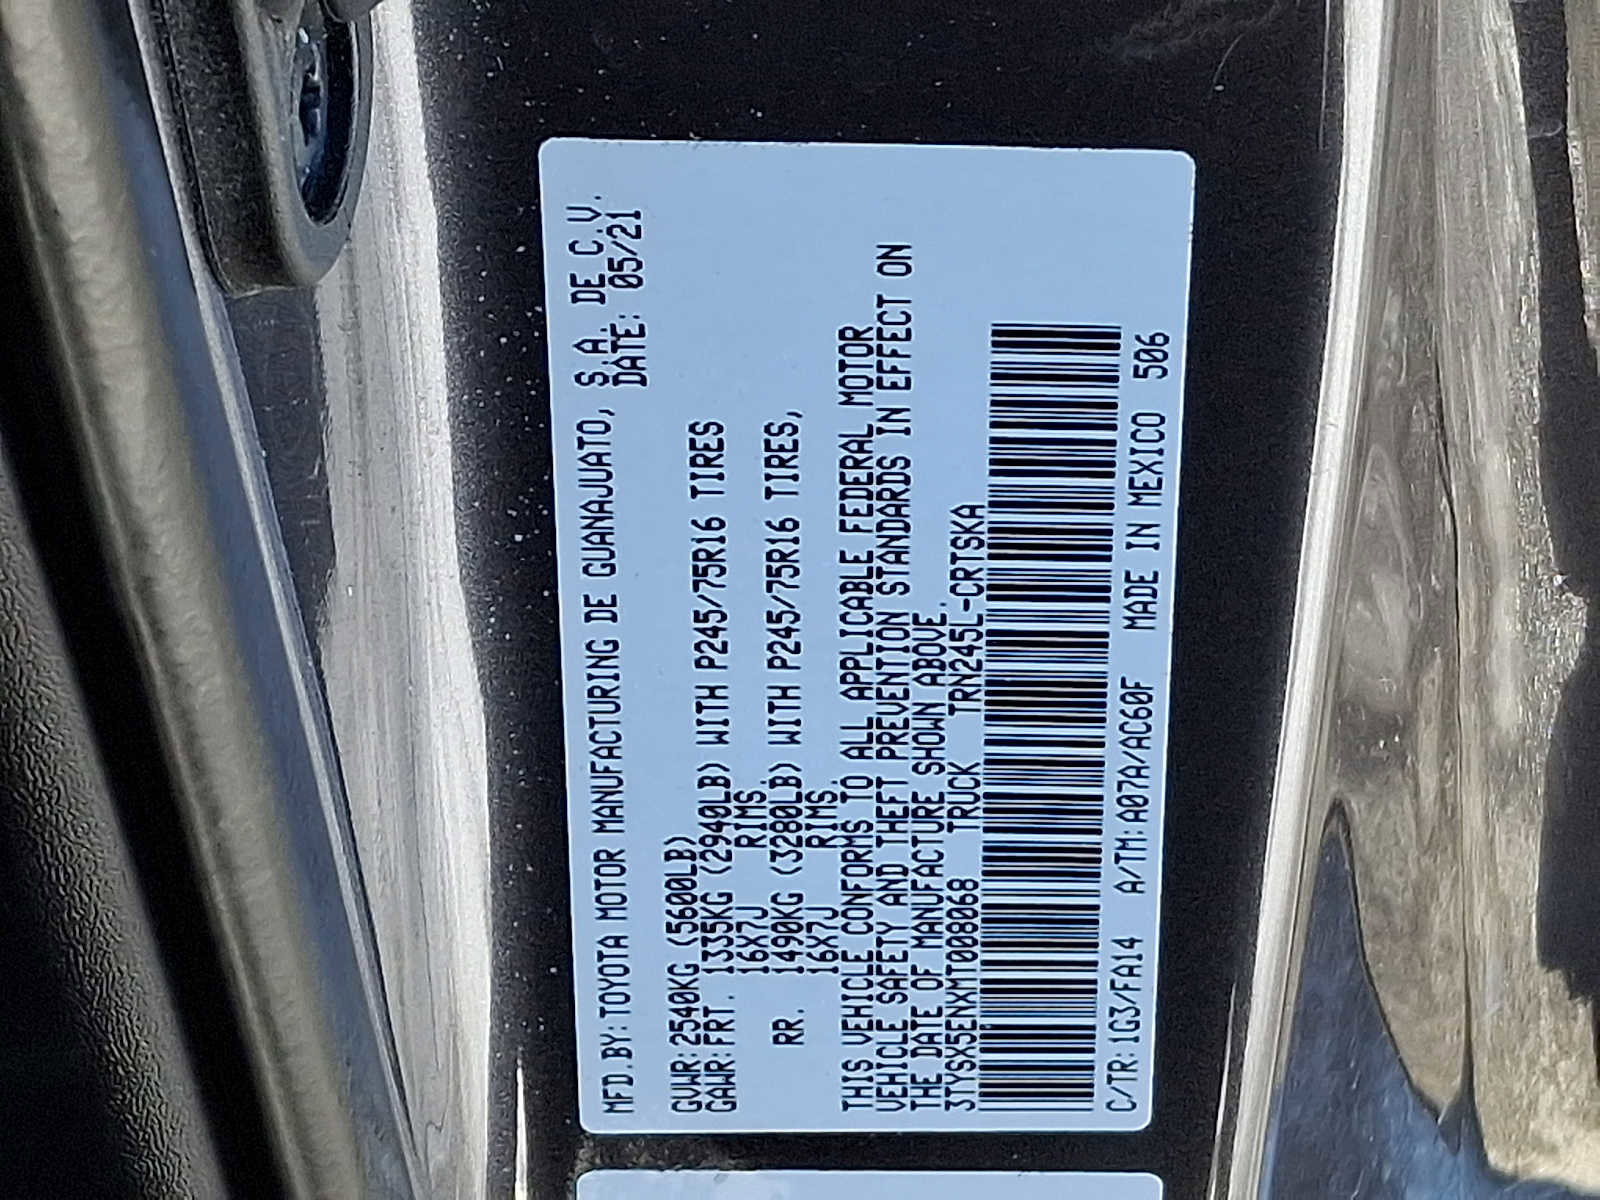 MFD.BY:TOYOTA MOTOR MANUFACTURING DE GUANAJUATO, S.A. DE C.V.
DATE: 05/21
GVWR:2540KG (5600LB)
GAWR:FRT. 1335KG (2940LB) WITH P245/75R16 TIRES
16X7J RIMS.
RR. 1490KG (3280LB) WITH P245/75R16 TIRES,
16X7J RIMS.
THIS VEHICLE CONFORMS TO ALL APPLICABLE FEDERAL MOTOR
VEHICLE SAFETY AND THEFT PREVENTION STANDARDS IN EFFECT ON
THE DATE OF MANUFACTURE SHOWN ABOVE.
3TYSX5ENXMT008068 TRUCK TRN245L-CRTSKA
C/TR:1G3/FA14 A/TM:A07A/AC60F MADE IN MEXICO 506